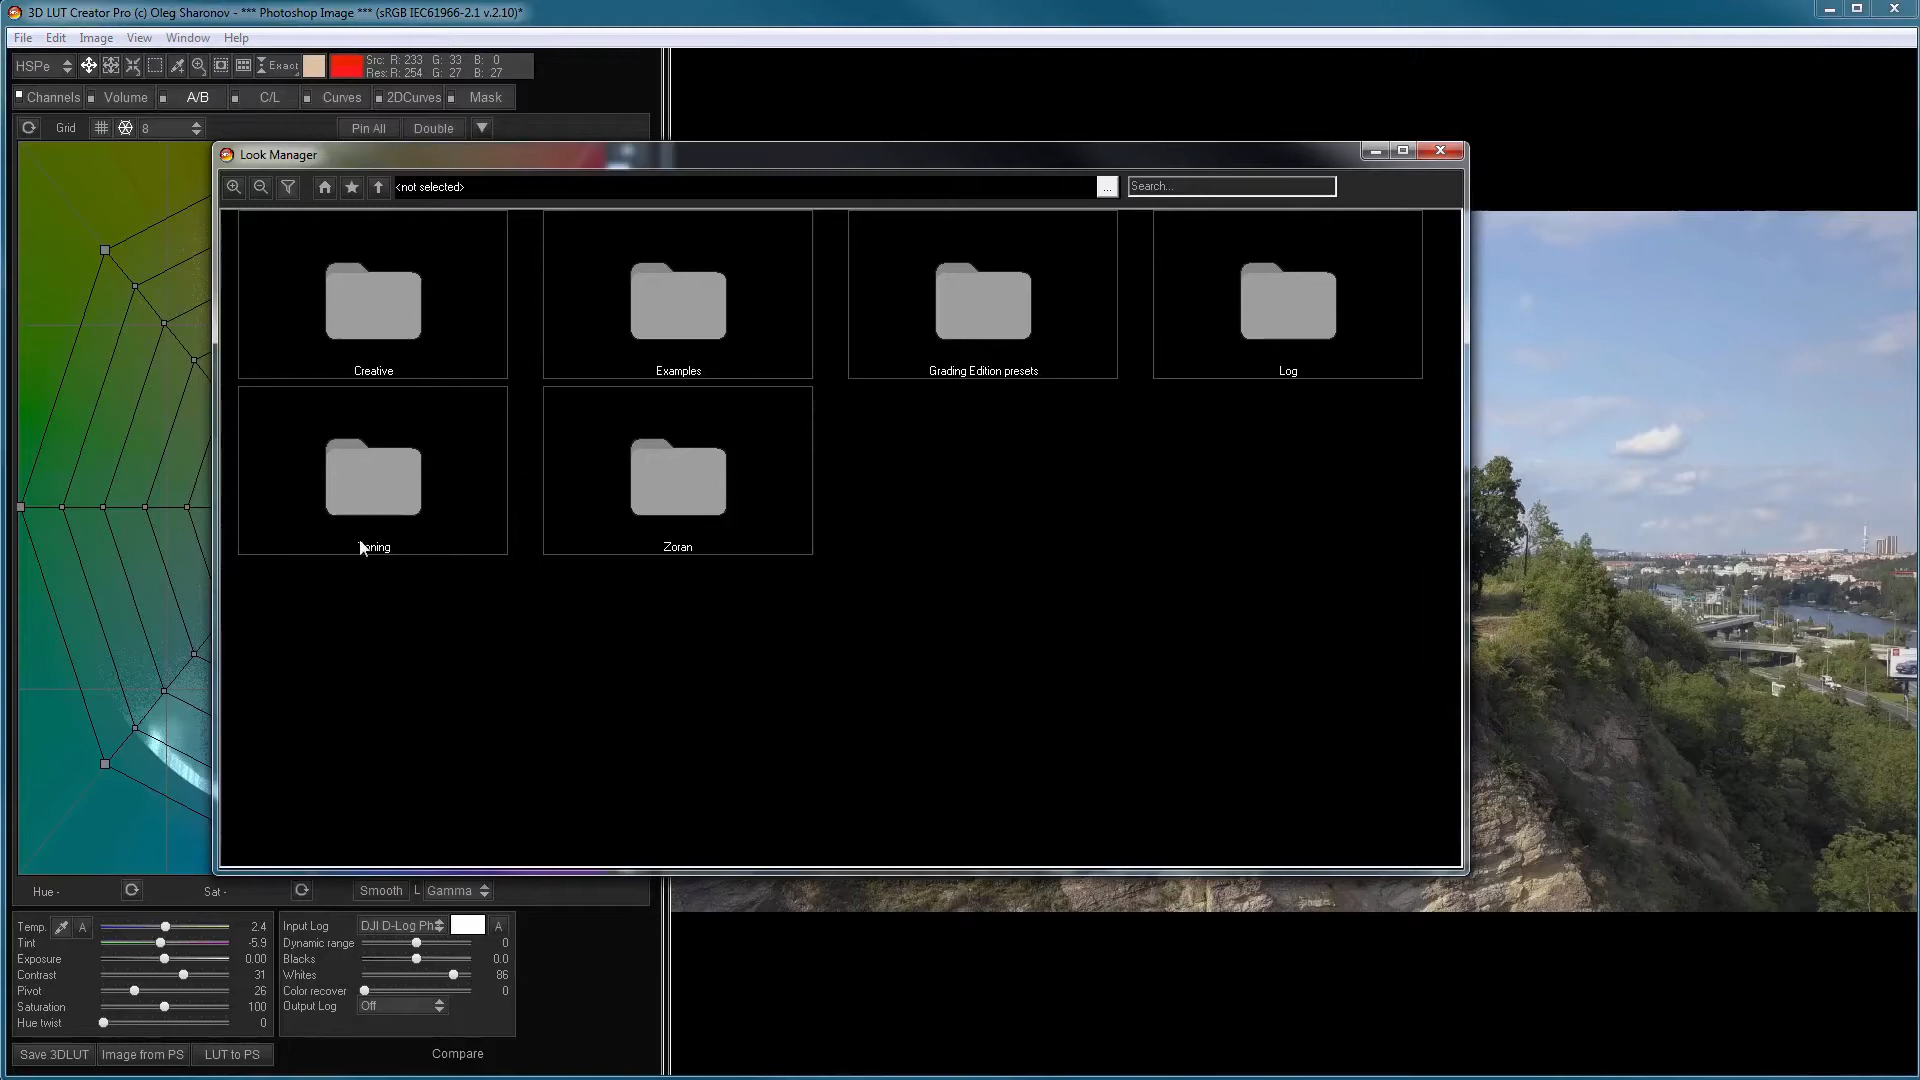 3D LUT Creator Pro (c) Oleg Sharonov - *** Photoshop Image *** (sRGB IEC61966-2.1 v.2.10)*
File Edit Image View Window Help
HSPe Exact Src: R: 233 G: 33 B: 0
Res: R: 254 G: 27 B: 27
Channels Volume A/B C/L Curves 2DCurves Mask
Grid 8 Pin All Double
Look Manager
<not selected> ... Search...
Creative Examples Grading Edition presets Log
Zoran
Hue - Sat - Smooth L Gamma
Temp. A 2.4
Tint -5.9
Exposure 0.00
Contrast 31
Pivot 26
Saturation 100
Hue twist 0
Input Log DJI D-Log Ph A
Dynamic range 0
Blacks 0.0
Whites 86
Color recover 0
Output Log Off
Save 3DLUT Image from PS LUT to PS Compare